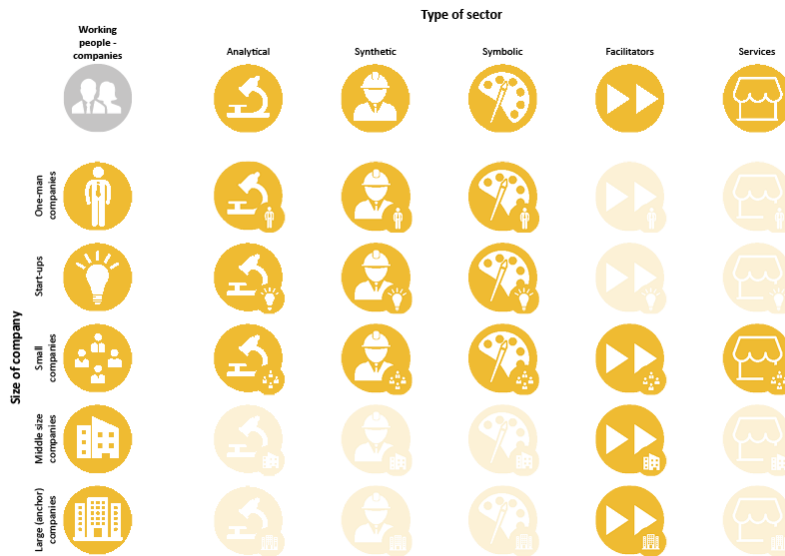 Type of sector
Working
people -
companies
Analytical
Synthetic
Symbolic
Facilitators
Services
Size of company
One-man
companies
Start-ups
Small
companies
Middle size
companies
Large (anchor)
companies